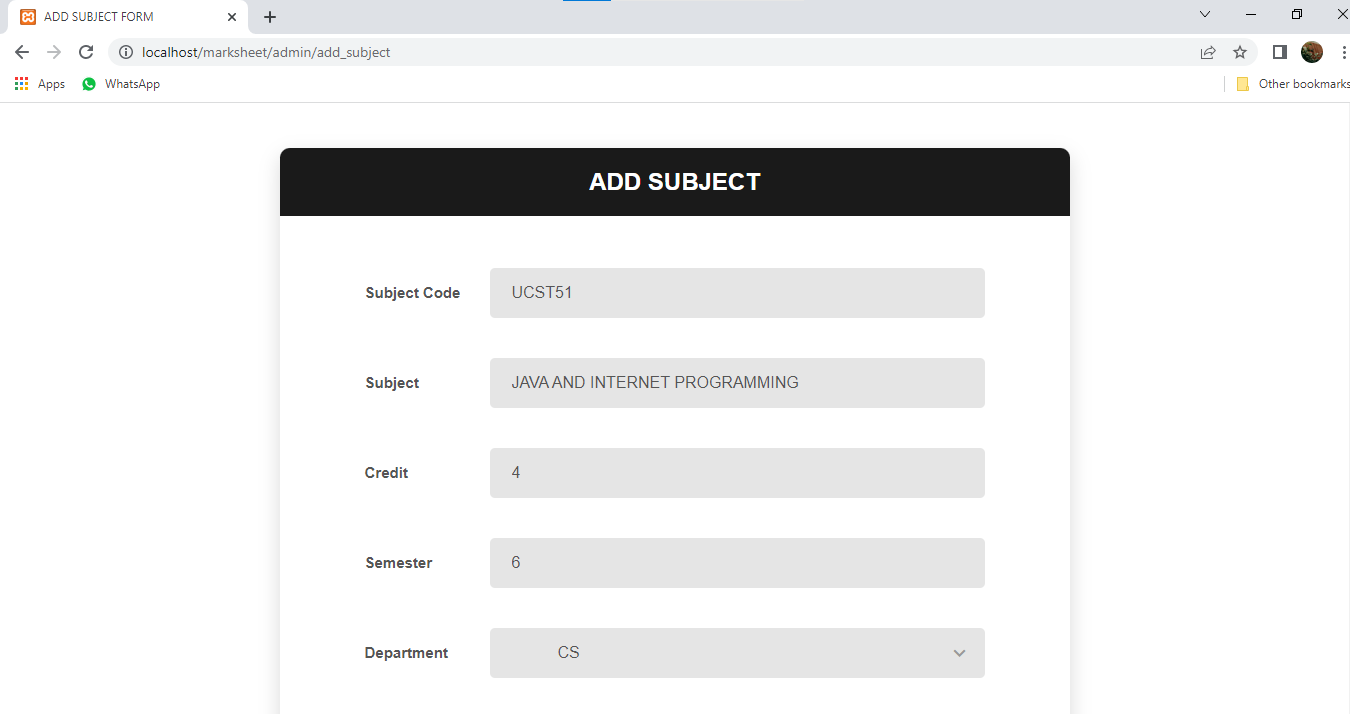 ADD SUBJECT FORM
localhost/marksheet/admin/add_subject
Apps WhatsApp Other bookmarks
ADD SUBJECT
Subject Code UCST51
Subject JAVA AND INTERNET PROGRAMMING
Credit 4
Semester 6
Department CS